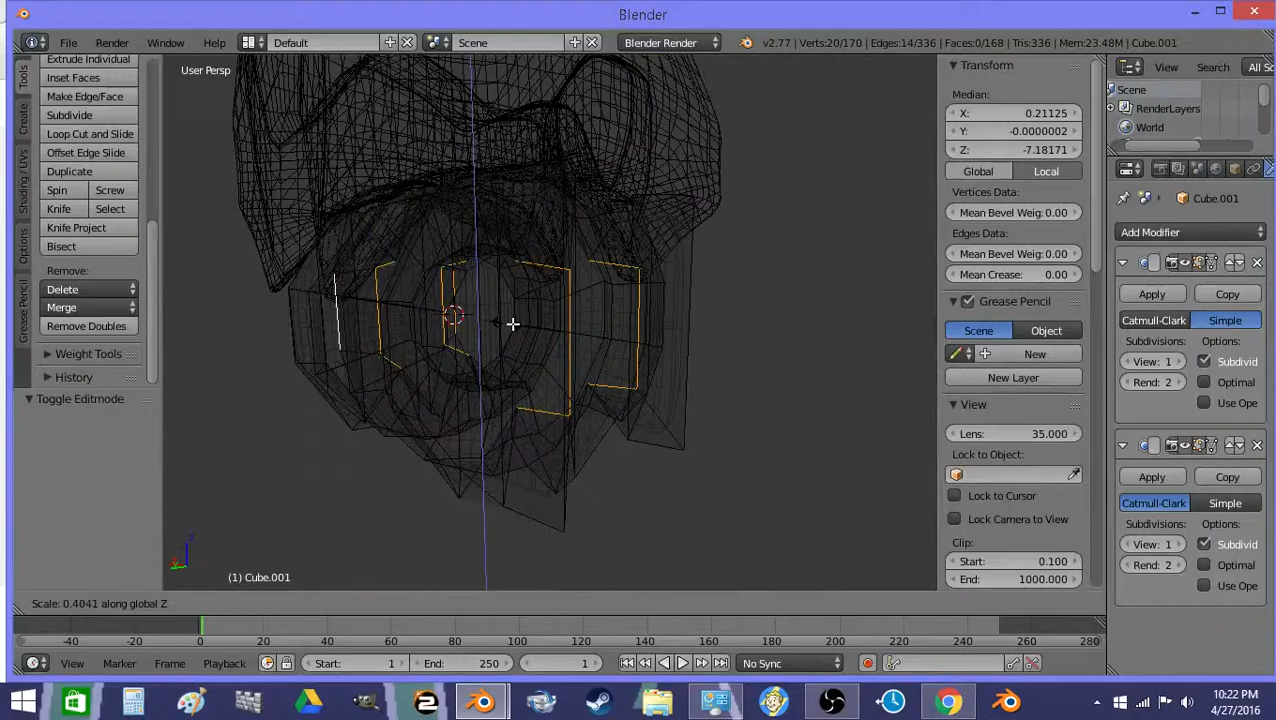 Blender
File Render Window Help Default Scene Blender Render v2.77 | Verts:20/170 | Edges:14/336 | Faces:0/168 | Tris:336 | Mem:23.48M | Cube.001
Tools
Create
Shading / UVs
Options
Grease Pencil
Extrude Individual
Inset Faces
Make Edge/Face
Subdivide
Loop Cut and Slide
Offset Edge Slide
Duplicate
Spin Screw
Knife Select
Knife Project
Bisect
Remove:
Delete
Merge
Remove Doubles
Weight Tools
History
Toggle Editmode
User Persp
(1) Cube.001
Scale: 0.4041 along global Z
Transform
Median:
X: 0.21125
Y: -0.0000002
Z: -7.18171
Global Local
Vertices Data:
Mean Bevel Weig: 0.00
Edges Data:
Mean Bevel Weig: 0.00
Mean Crease: 0.00
Grease Pencil
Scene Object
New
New Layer
View
Lens: 35.000
Lock to Object:
Lock to Cursor
Lock Camera to View
Clip:
Start: 0.100
End: 1000.000
View Search All Sc
Scene
RenderLayers
World
Cube.001
Add Modifier
Apply Copy
Catmull-Clark Simple
Subdivisions: Options:
View: 1 Subdivid
Rend: 2 Optimal
Use Ope
Apply Copy
Catmull-Clark Simple
Subdivisions: Options:
View: 1 Subdivid
Rend: 2 Optimal
Use Ope
-40 -20 0 20 40 60 80 100 120 140 160 180 200 220 240 260 280
View Marker Frame Playback Start: 1 End: 250 1 No Sync
10:22 PM
4/27/2016